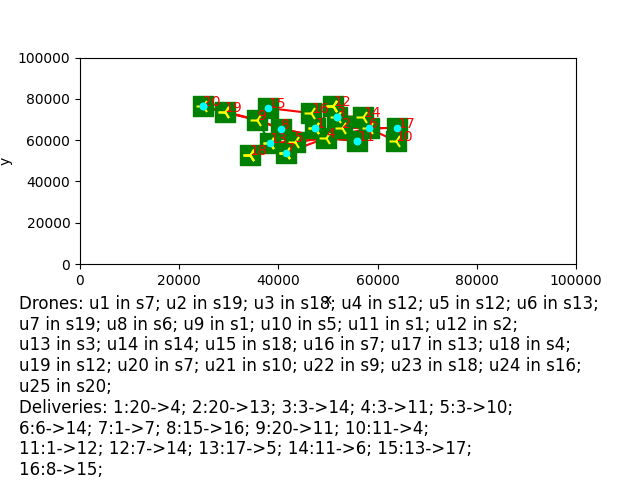 100000
80000
60000
40000
20000
0
y
0 20000 40000 60000 80000 100000
x
Drones: u1 in s7; u2 in s19; u3 in s18; u4 in s12; u5 in s12; u6 in s13;
u7 in s19; u8 in s6; u9 in s1; u10 in s5; u11 in s1; u12 in s2;
u13 in s3; u14 in s14; u15 in s18; u16 in s7; u17 in s13; u18 in s4;
u19 in s12; u20 in s7; u21 in s10; u22 in s9; u23 in s18; u24 in s16;
u25 in s20;
Deliveries: 1:20->4; 2:20->13; 3:3->14; 4:3->11; 5:3->10;
6:6->14; 7:1->7; 8:15->16; 9:20->11; 10:11->4;
11:1->12; 12:7->14; 13:17->5; 14:11->6; 15:13->17;
16:8->15;